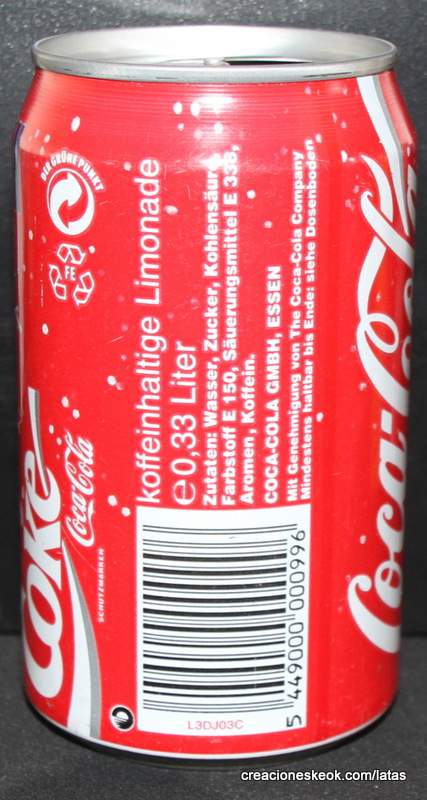 DER GRÜNE PUNKT
FE
Coke
Coca-Cola
SCHUTZMARKEN
koffeinhaltige Limonade
e 0,33 Liter
Zutaten: Wasser, Zucker, Kohlensäure,
Farbstoff E 150, Säuerungsmittel E 338,
Aromen, Koffein.
COCA-COLA GMBH, ESSEN
Mit Genehmigung von The Coca-Cola Company
Mindestens haltbar bis Ende: siehe Dosenboden
5 449000 000996
L3DJ03C
Coca-Cola
creacioneskeok.com/latas